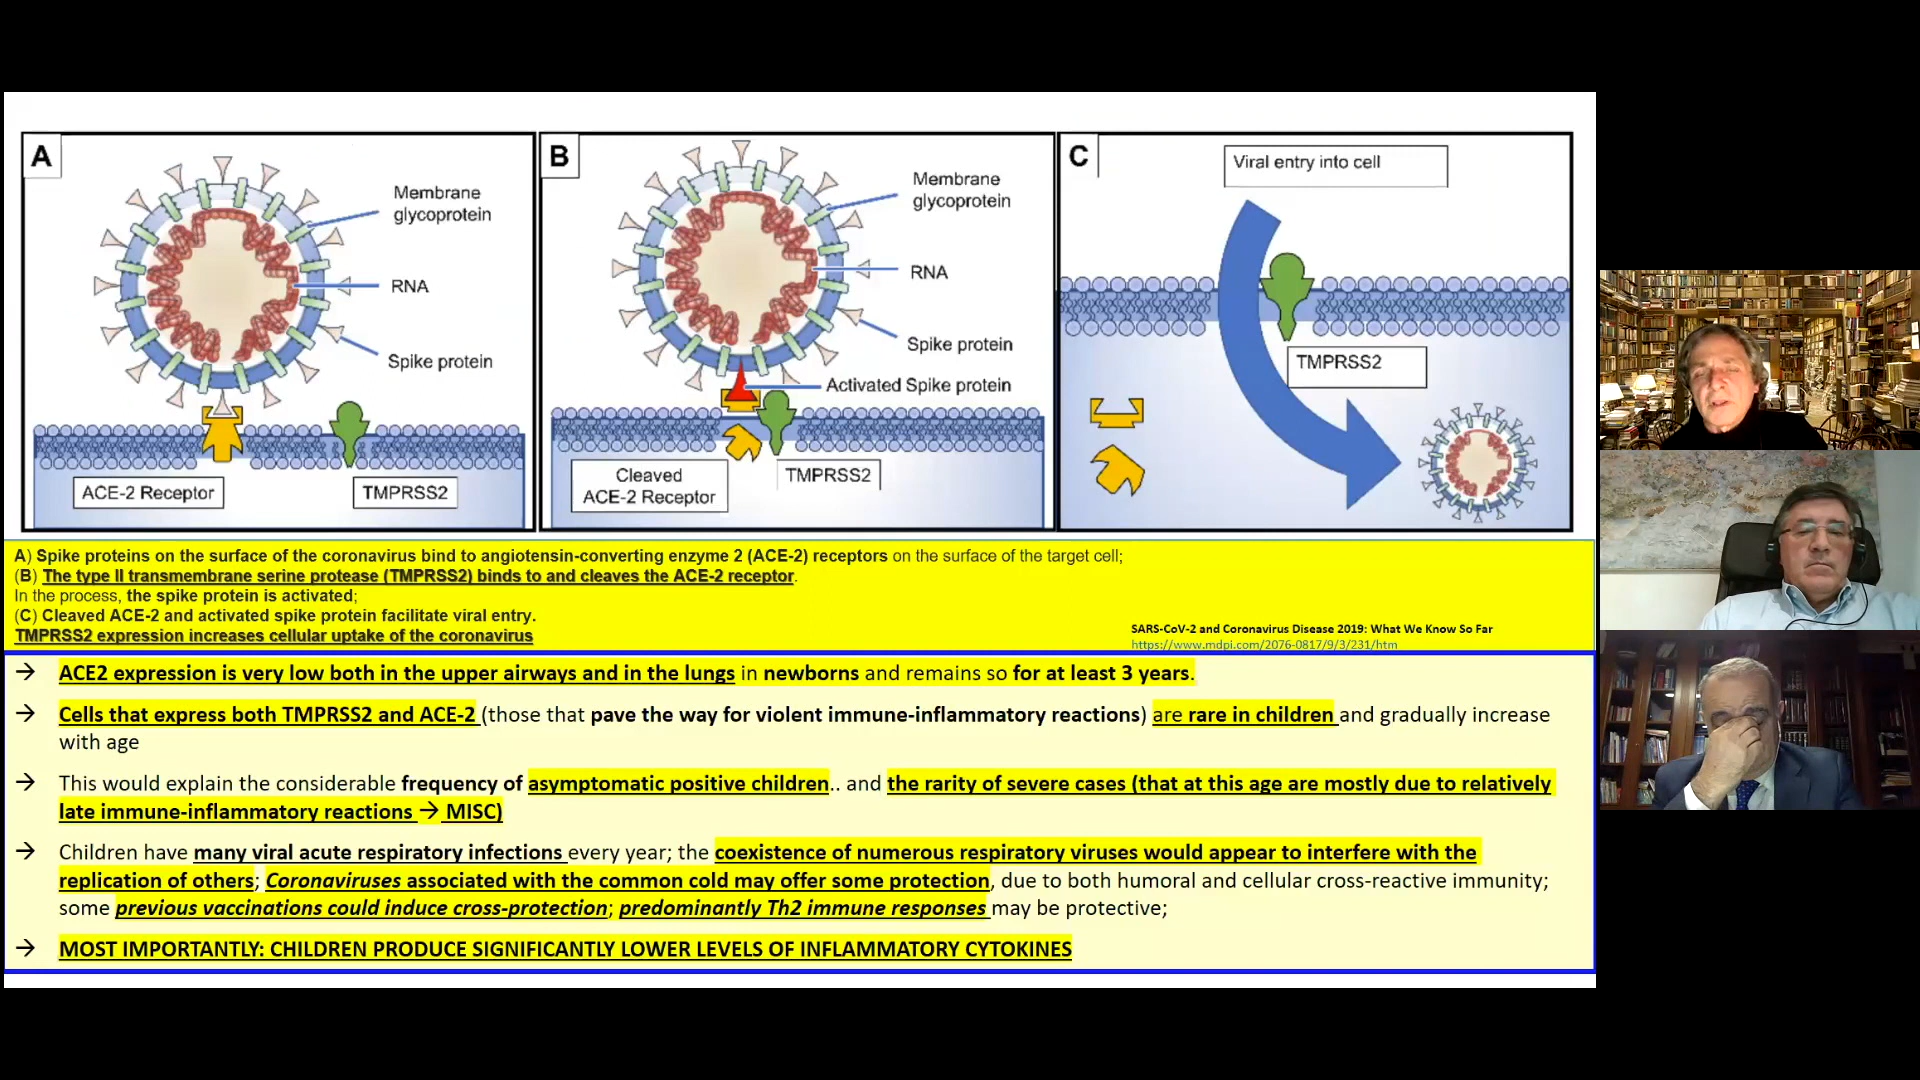 A
Membrane
glycoprotein
RNA
Spike protein
ACE-2 Receptor
TMPRSS2
B
Membrane
glycoprotein
RNA
Spike protein
Activated Spike protein
Cleaved
ACE-2 Receptor
TMPRSS2
C
Viral entry into cell
TMPRSS2
A) Spike proteins on the surface of the coronavirus bind to angiotensin-converting enzyme 2 (ACE-2) receptors on the surface of the target cell;
(B) The type II transmembrane serine protease (TMPRSS2) binds to and cleaves the ACE-2 receptor.
In the process, the spike protein is activated;
(C) Cleaved ACE-2 and activated spike protein facilitate viral entry.
TMPRSS2 expression increases cellular uptake of the coronavirus
SARS-CoV-2 and Coronavirus Disease 2019: What We Know So Far
https://www.mdpi.com/2076-0817/9/3/231/htm
→ ACE2 expression is very low both in the upper airways and in the lungs in newborns and remains so for at least 3 years.
→ Cells that express both TMPRSS2 and ACE-2 (those that pave the way for violent immune-inflammatory reactions) are rare in children and gradually increase
with age
→ This would explain the considerable frequency of asymptomatic positive children.. and the rarity of severe cases (that at this age are mostly due to relatively
late immune-inflammatory reactions → MISC)
→ Children have many viral acute respiratory infections every year; the coexistence of numerous respiratory viruses would appear to interfere with the
replication of others; Coronaviruses associated with the common cold may offer some protection, due to both humoral and cellular cross-reactive immunity;
some previous vaccinations could induce cross-protection; predominantly Th2 immune responses may be protective;
→ MOST IMPORTANTLY: CHILDREN PRODUCE SIGNIFICANTLY LOWER LEVELS OF INFLAMMATORY CYTOKINES